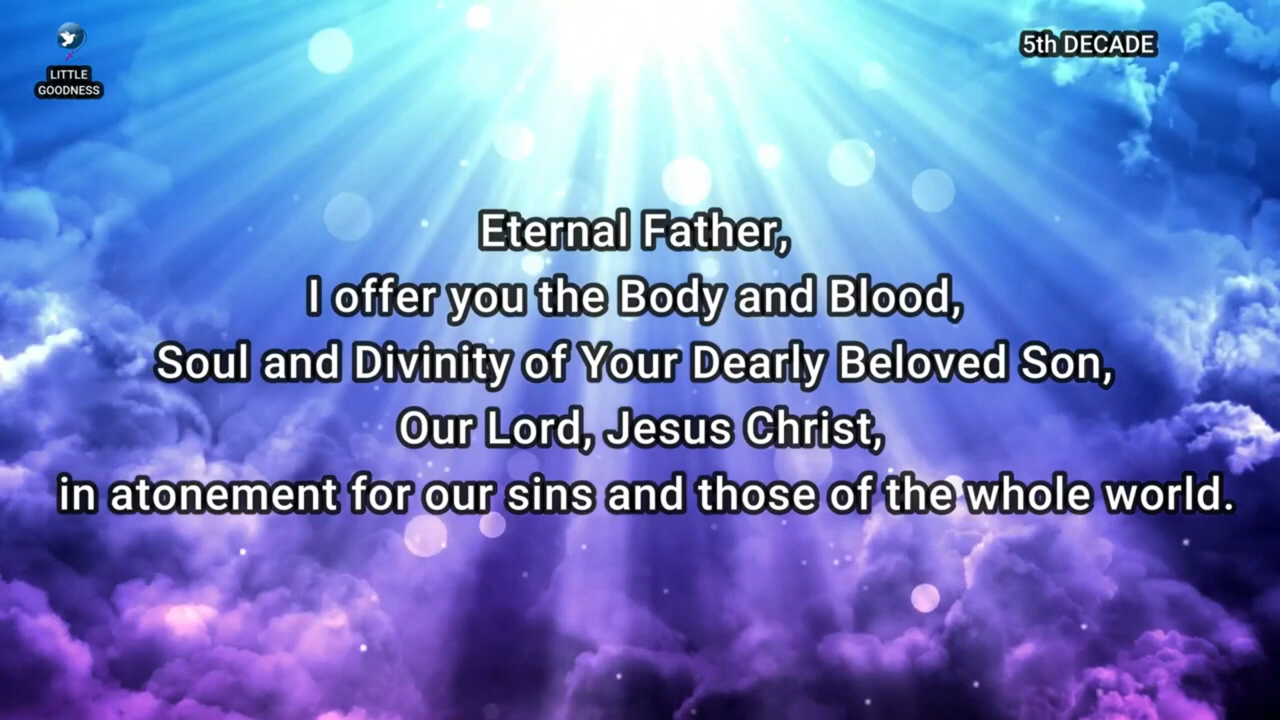 LITTLE
GOODNESS
5th DECADE
Eternal Father,
I offer you the Body and Blood,
Soul and Divinity of Your Dearly Beloved Son,
Our Lord, Jesus Christ,
in atonement for our sins and those of the whole world.